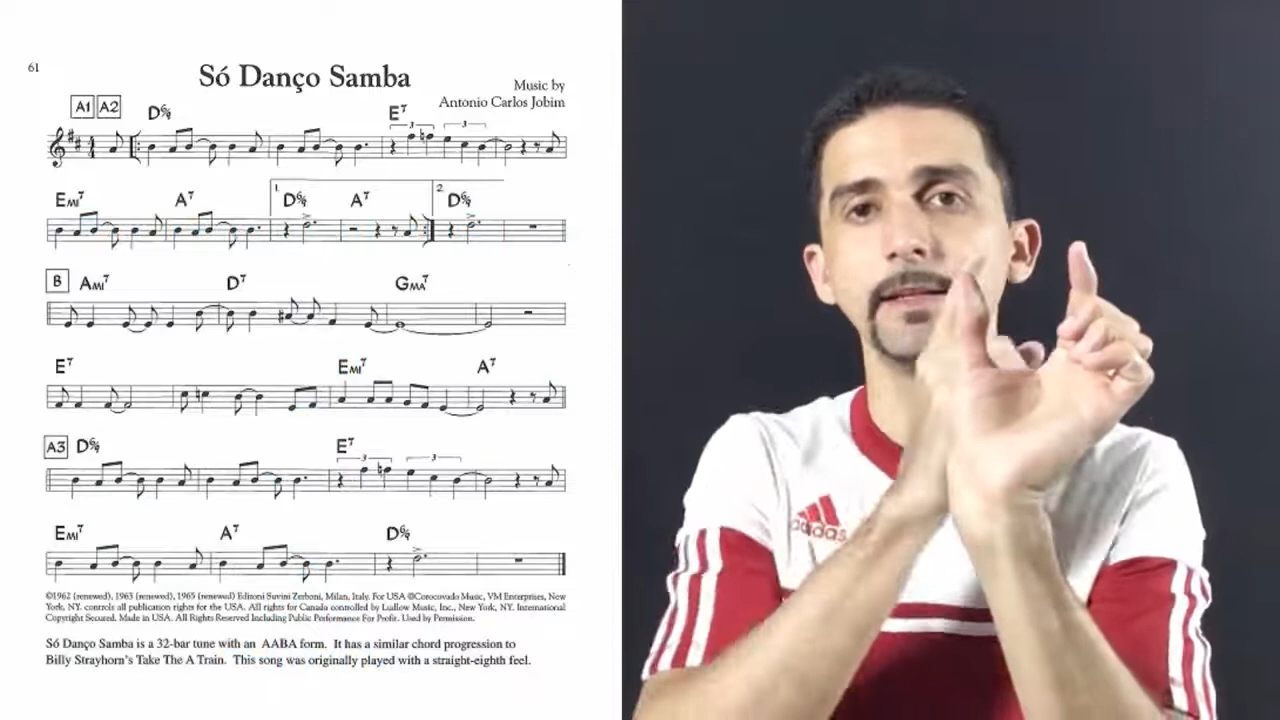 61
Só Danço Samba
Music by
Antonio Carlos Jobim
A1 A2 D6/9 E7
3 3
EMI7 A7 1. D6/9 A7 2. D6/9
B AMI7 D7 GMA7
E7 EMI7 A7
A3 D6/9 E7
3 3
EMI7 A7 D6/9
©1962 (renewed), 1963 (renewed), 1965 (renewed) Editoni Suvini Zerboni, Milan, Italy. For USA ©Corocovado Music, VM Enterprises, New
York, NY. controls all publication rights for the USA. All rights for Canada controlled by Ludlow Music, Inc., New York, NY. International
Copyright Secured. Made in USA. All Rights Reserved Including Public Performance For Profit. Used by Permission.
Só Danço Samba is a 32-bar tune with an AABA form. It has a similar chord progression to
Billy Strayhorn's Take The A Train. This song was originally played with a straight-eighth feel.
adidas